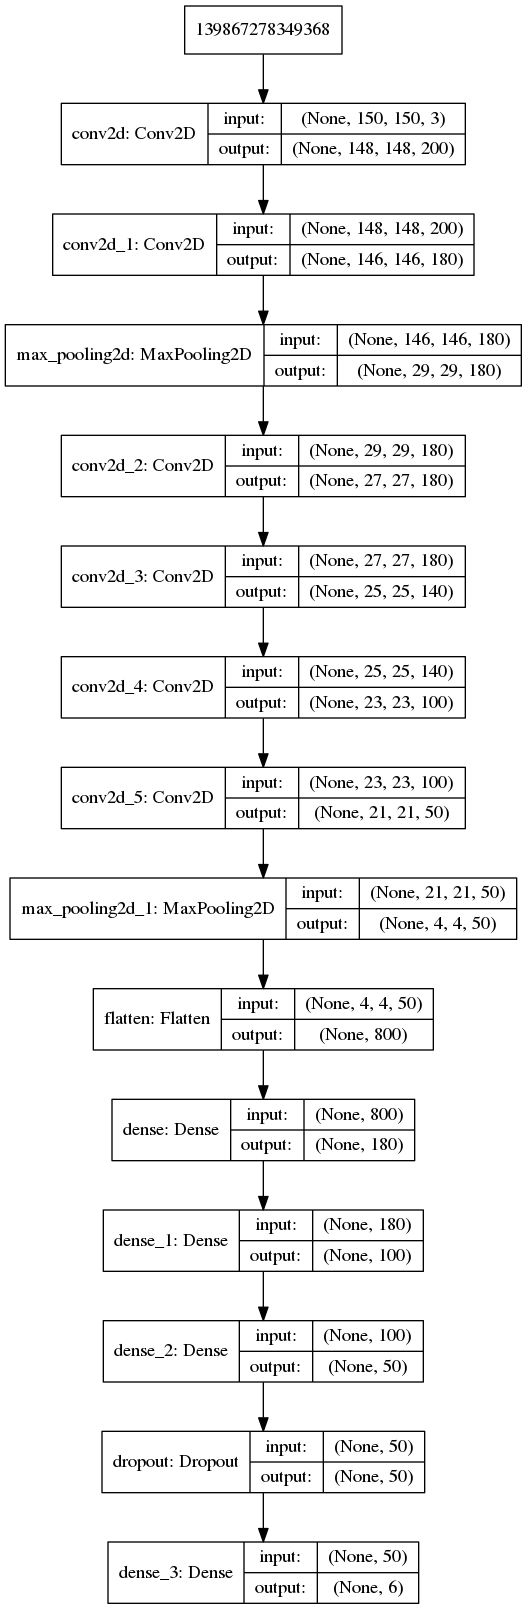 139867278349368
conv2d: Conv2D
input:
(None, 150, 150, 3)
output:
(None, 148, 148, 200)
conv2d_1: Conv2D
input:
(None, 148, 148, 200)
output:
(None, 146, 146, 180)
max_pooling2d: MaxPooling2D
input:
(None, 146, 146, 180)
output:
(None, 29, 29, 180)
conv2d_2: Conv2D
input:
(None, 29, 29, 180)
output:
(None, 27, 27, 180)
conv2d_3: Conv2D
input:
(None, 27, 27, 180)
output:
(None, 25, 25, 140)
conv2d_4: Conv2D
input:
(None, 25, 25, 140)
output:
(None, 23, 23, 100)
conv2d_5: Conv2D
input:
(None, 23, 23, 100)
output:
(None, 21, 21, 50)
max_pooling2d_1: MaxPooling2D
input:
(None, 21, 21, 50)
output:
(None, 4, 4, 50)
flatten: Flatten
input:
(None, 4, 4, 50)
output:
(None, 800)
dense: Dense
input:
(None, 800)
output:
(None, 180)
dense_1: Dense
input:
(None, 180)
output:
(None, 100)
dense_2: Dense
input:
(None, 100)
output:
(None, 50)
dropout: Dropout
input:
(None, 50)
output:
(None, 50)
dense_3: Dense
input:
(None, 50)
output:
(None, 6)